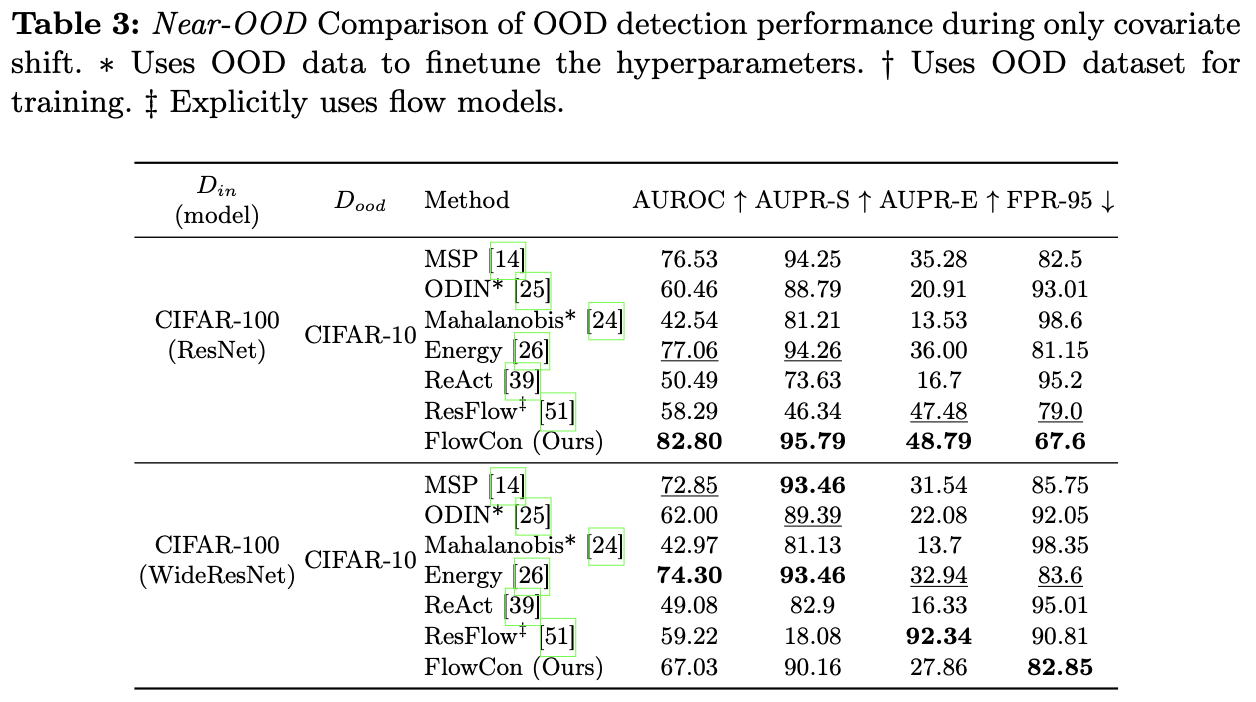 Table 3: Near-OOD Comparison of OOD detection performance during only covariate
shift. ∗ Uses OOD data to finetune the hyperparameters. † Uses OOD dataset for
training. ‡ Explicitly uses flow models.
D_in (model) D_ood Method AUROC ↑ AUPR-S ↑ AUPR-E ↑ FPR-95 ↓
CIFAR-100 (ResNet) CIFAR-10
MSP [14] 76.53 94.25 35.28 82.5
ODIN* [25] 60.46 88.79 20.91 93.01
Mahalanobis* [24] 42.54 81.21 13.53 98.6
Energy [26] 77.06 94.26 36.00 81.15
ReAct [39] 50.49 73.63 16.7 95.2
ResFlow‡ [51] 58.29 46.34 47.48 79.0
FlowCon (Ours) 82.80 95.79 48.79 67.6
CIFAR-100 (WideResNet) CIFAR-10
MSP [14] 72.85 93.46 31.54 85.75
ODIN* [25] 62.00 89.39 22.08 92.05
Mahalanobis* [24] 42.97 81.13 13.7 98.35
Energy [26] 74.30 93.46 32.94 83.6
ReAct [39] 49.08 82.9 16.33 95.01
ResFlow‡ [51] 59.22 18.08 92.34 90.81
FlowCon (Ours) 67.03 90.16 27.86 82.85